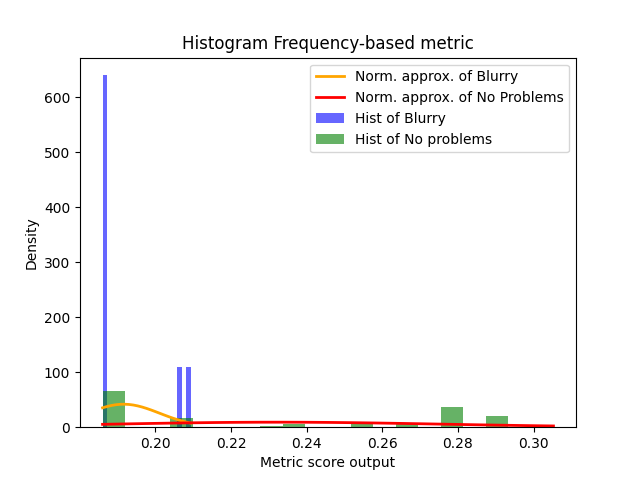 Histogram Frequency-based metric
Norm. approx. of Blurry
Norm. approx. of No Problems
Hist of Blurry
Hist of No problems
600
500
400
300
200
100
0
Density
0.20 0.22 0.24 0.26 0.28 0.30
Metric score output